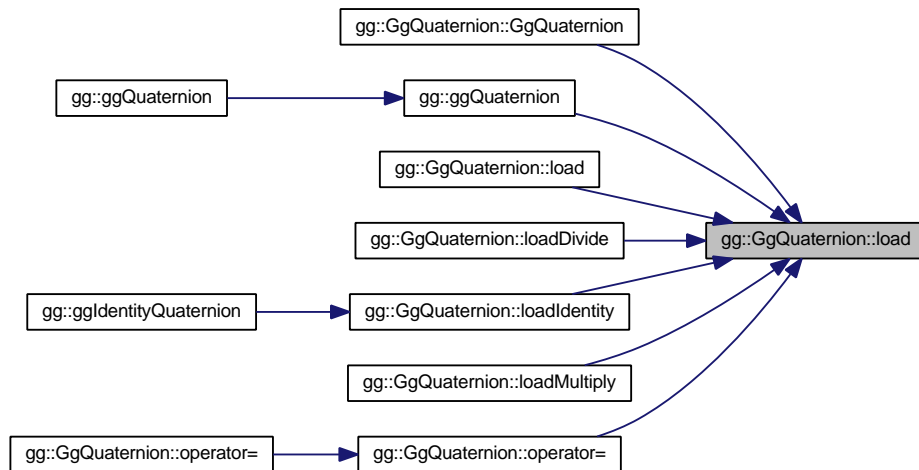 gg::GgQuaternion::GgQuaternion
gg::ggQuaternion
gg::ggQuaternion
gg::GgQuaternion::load
gg::GgQuaternion::loadDivide
gg::GgQuaternion::load
gg::ggIdentityQuaternion
gg::GgQuaternion::loadIdentity
gg::GgQuaternion::loadMultiply
gg::GgQuaternion::operator=
gg::GgQuaternion::operator=